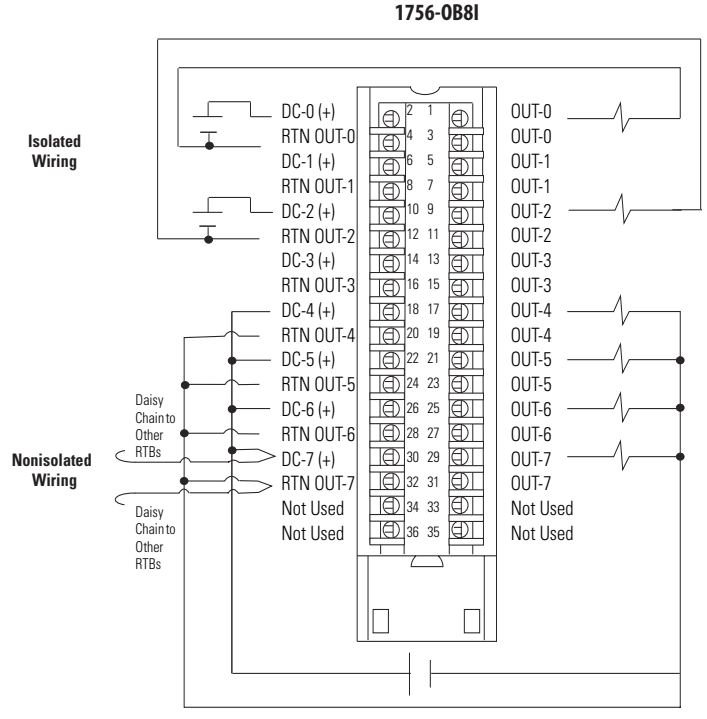 1756-OB8I
Isolated
Wiring
DC-0 (+) 2 1 OUT-0
RTN OUT-0 4 3 OUT-0
DC-1 (+) 6 5 OUT-1
RTN OUT-1 8 7 OUT-1
DC-2 (+) 10 9 OUT-2
RTN OUT-2 12 11 OUT-2
DC-3 (+) 14 13 OUT-3
RTN OUT-3 16 15 OUT-3
DC-4 (+) 18 17 OUT-4
RTN OUT-4 20 19 OUT-4
DC-5 (+) 22 21 OUT-5
RTN OUT-5 24 23 OUT-5
DC-6 (+) 26 25 OUT-6
RTN OUT-6 28 27 OUT-6
DC-7 (+) 30 29 OUT-7
RTN OUT-7 32 31 OUT-7
Not Used 34 33 Not Used
Not Used 36 35 Not Used
Daisy
Chain to
Other
RTBs
Nonisolated
Wiring
Daisy
Chain to
Other
RTBs